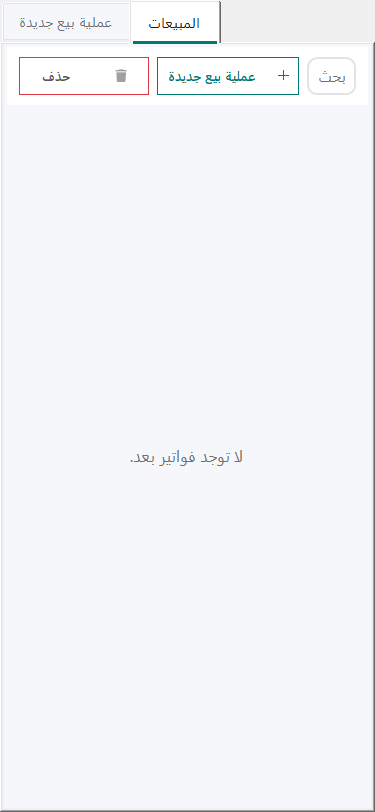 المبيعات
عملية بيع جديدة
بحث
عملية بيع جديدة
حذف
لا توجد فواتير بعد.